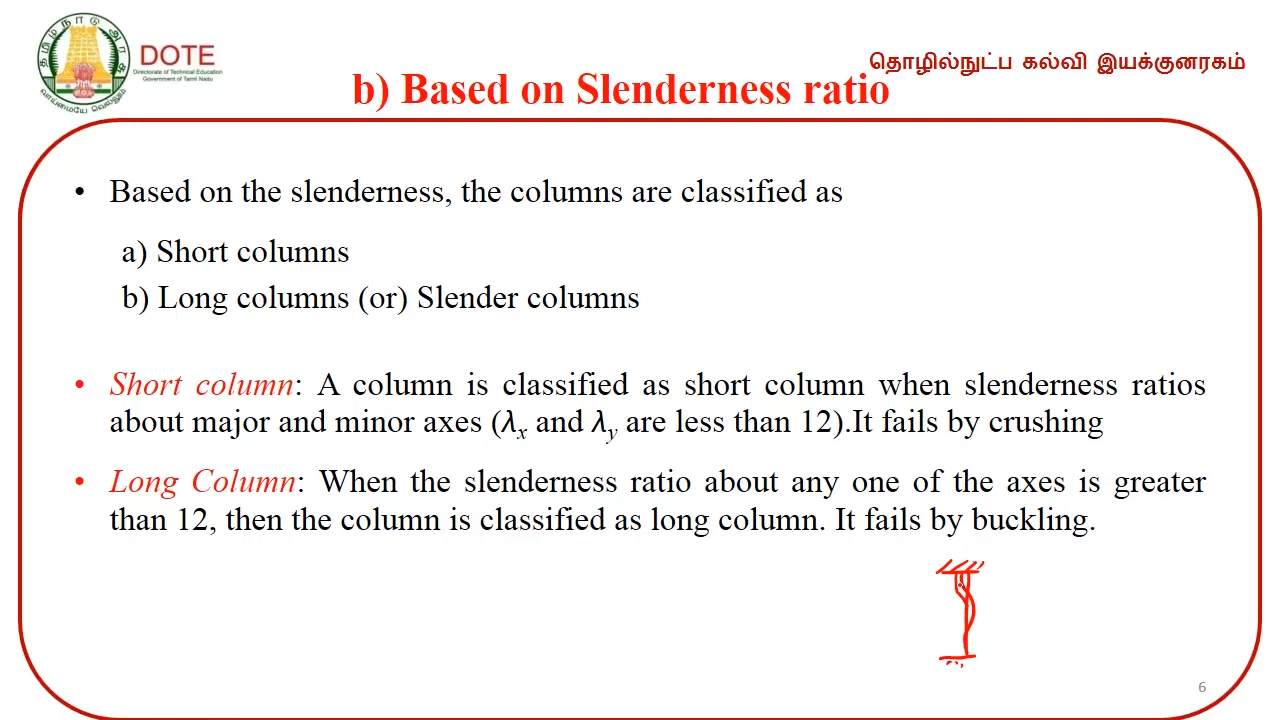 தமிழ்நாடு அரசு
வாய்மையே வெல்லும்
DOTE
Directorate of Technical Education
Government of Tamil Nadu
தொழில்நுட்ப கல்வி இயக்குனரகம்
b) Based on Slenderness ratio
• Based on the slenderness, the columns are classified as
a) Short columns
b) Long columns (or) Slender columns
• Short column: A column is classified as short column when slenderness ratios
about major and minor axes (λx and λy are less than 12).It fails by crushing
• Long Column: When the slenderness ratio about any one of the axes is greater
than 12, then the column is classified as long column. It fails by buckling.
6